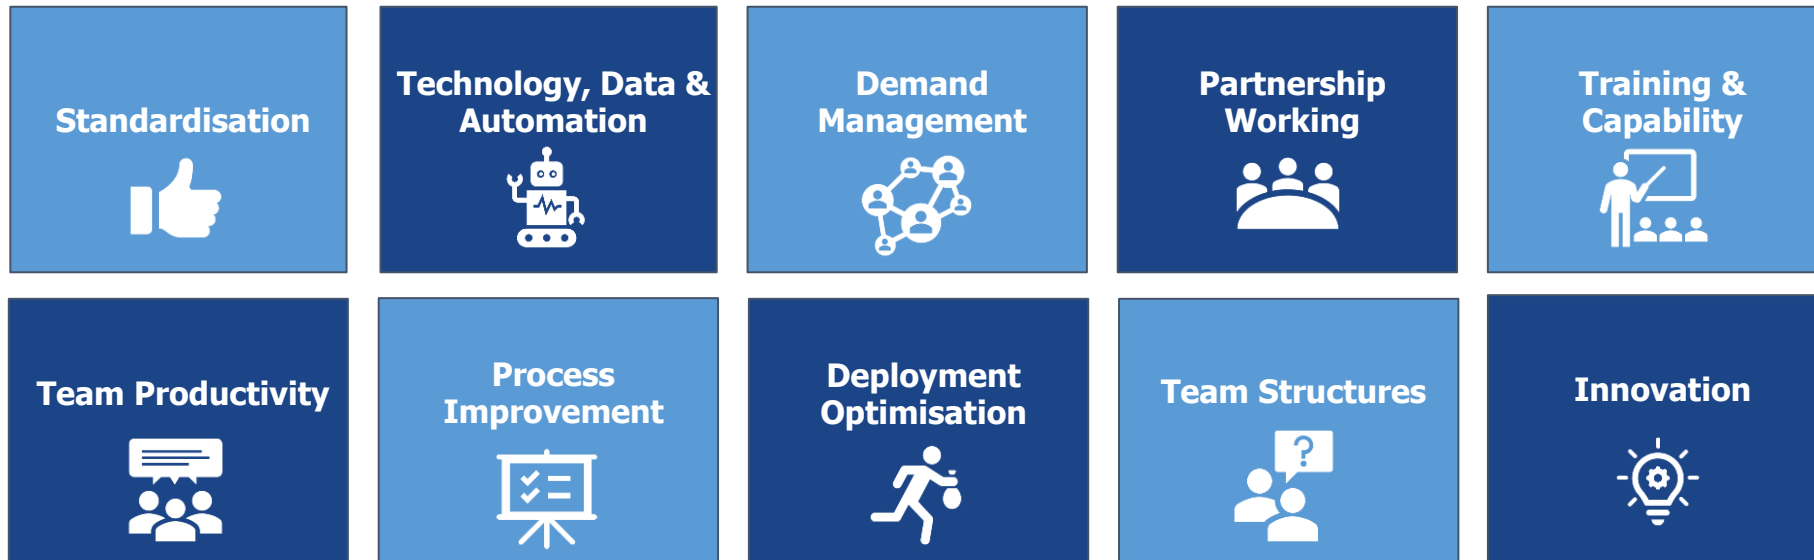 Standardisation
Technology, Data &
Automation
Demand
Management
Partnership
Working
Training &
Capability
Team Productivity
Process
Improvement
Deployment
Optimisation
Team Structures
?
Innovation